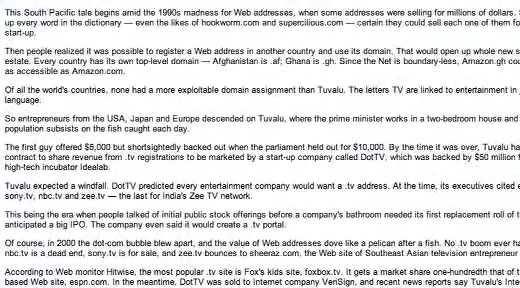 This South Pacific tale begins amid the 1990s madness for Web addresses, when some addresses were selling for millions of dollars.
up every word in the dictionary — even the likes of hookworm.com and supercilious.com — certain they could sell each one of them fo
start-up.
Then people realized it was possible to register a Web address in another country and use its domain. That would open up whole new s
estate. Every country has its own top-level domain — Afghanistan is .af; Ghana is .gh. Since the Net is boundary-less, Amazon.gh cou
as accessible as Amazon.com.
Of all the world's countries, none had a more exploitable domain assignment than Tuvalu. The letters TV are linked to entertainment in
language.
So entrepreneurs from the USA, Japan and Europe descended on Tuvalu, where the prime minister works in a two-bedroom house and
population subsists on the fish caught each day.
The first guy offered $5,000 but shortsightedly backed out when the parliament held out for $10,000. By the time it was over, Tuvalu ha
contract to share revenue from .tv registrations to be marketed by a start-up company called DotTV, which was backed by $50 million f
high-tech incubator Idealab.
Tuvalu expected a windfall. DotTV predicted every entertainment company would want a .tv address. At the time, its executives cited e
sony.tv, nbc.tv and zee.tv — the last for India's Zee TV network.
This being the era when people talked of initial public stock offerings before a company's bathroom needed its first replacement roll of t
anticipated a big IPO. The company even said it would create a .tv portal.
Of course, in 2000 the dot-com bubble blew apart, and the value of Web addresses dove like a pelican after a fish. No .tv boom ever ha
nbc.tv is a dead end, sony.tv is for sale, and zee.tv bounces to sheeraz.com, the Web site of Southeast Asian television entrepreneur
According to Web monitor Hitwise, the most popular .tv site is Fox's kids site, foxbox.tv. It gets a market share one-hundredth that of t
based Web site, espn.com. In the meantime, DotTV was sold to Internet company VeriSign, and recent news reports say Tuvalu's Inte